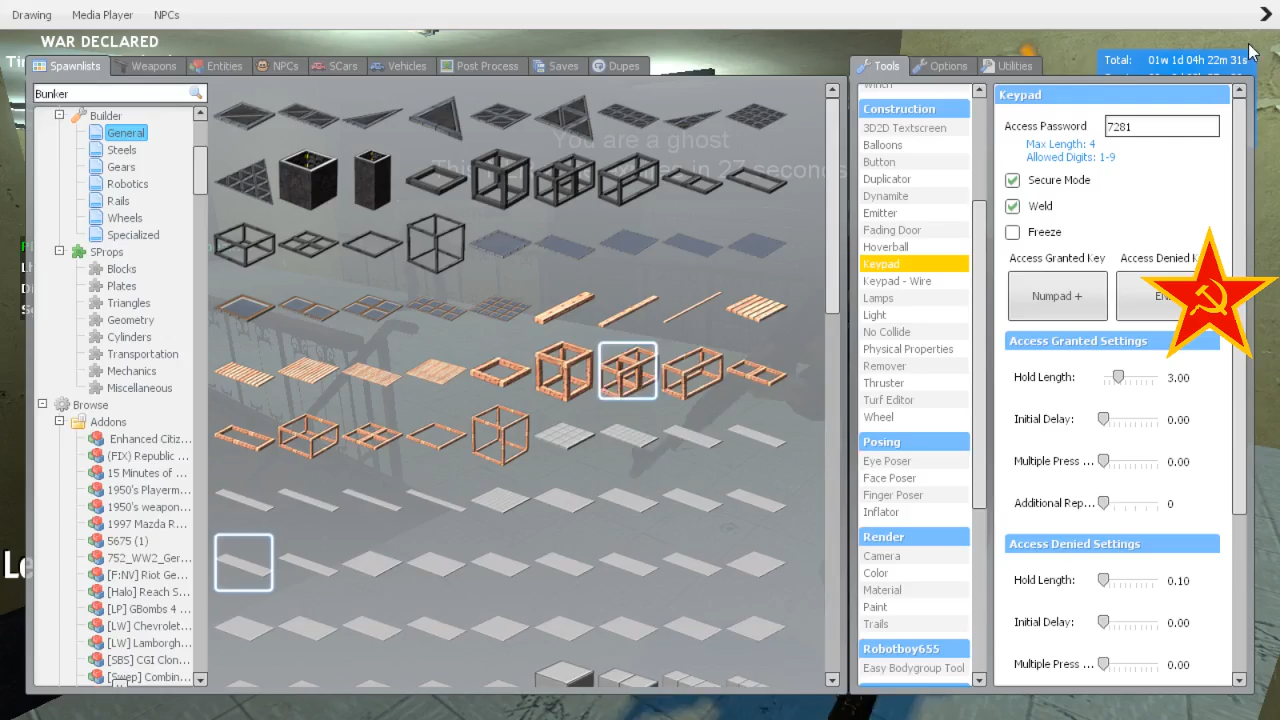 Drawing Media Player NPCs
WAR DECLARED
Spawnlists Weapons Entities NPCs SCars Vehicles Post Process Saves Dupes
Bunker
Builder
General
Steels
Gears
Robotics
Rails
Wheels
Specialized
SProps
Blocks
Plates
Triangles
Geometry
Cylinders
Transportation
Mechanics
Miscellaneous
Browse
Addons
Enhanced Citiz...
(FIX) Republic ...
15 Minutes of ...
1950's Playerm...
1950's weapon...
1997 Mazda R...
5675 (1)
752_WW2_Ger...
[F:NV] Riot Ge...
[Halo] Reach S...
[LP] GBombs 4 ...
[LW] Chevrolet...
[LW] Lamborgh...
[SBS] CGI Clon...
[Swep] Combin...
You are a ghost
in 27 seconds
Tools Options Utilities
Construction
3D2D Textscreen
Balloons
Button
Duplicator
Dynamite
Emitter
Fading Door
Hoverball
Keypad
Keypad - Wire
Lamps
Light
No Collide
Physical Properties
Remover
Thruster
Turf Editor
Wheel
Posing
Eye Poser
Face Poser
Finger Poser
Inflator
Render
Camera
Color
Material
Paint
Trails
Robotboy655
Easy Bodygroup Tool
Total: 01w 1d 04h 22m 31s
Keypad
Access Password 7281
Max Length: 4
Allowed Digits: 1-9
Secure Mode
Weld
Freeze
Access Granted Key Access Denied
Numpad +
Access Granted Settings
Hold Length: 3.00
Initial Delay: 0.00
Multiple Press ... 0.00
Additional Rep... 0
Access Denied Settings
Hold Length: 0.10
Initial Delay: 0.00
Multiple Press ... 0.00